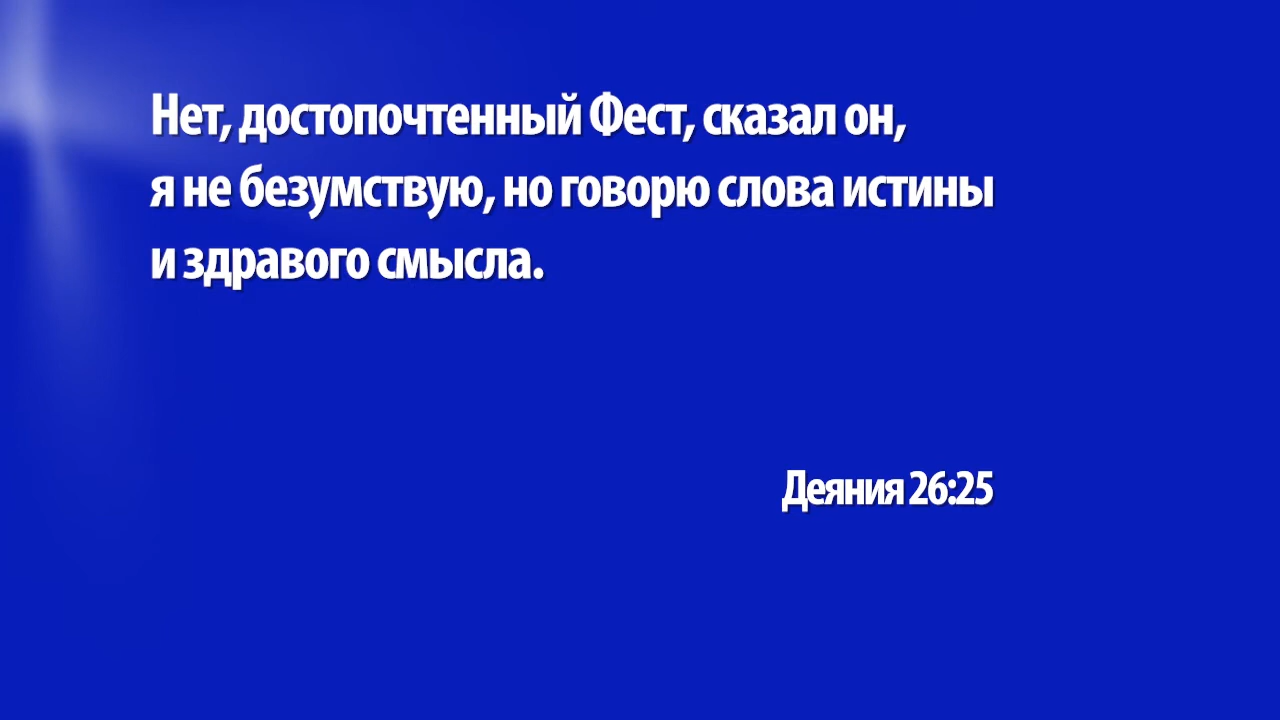 Нет, достопочтенный Фест, сказал он,
я не безумствую, но говорю слова истины
и здравого смысла.
Деяния 26:25